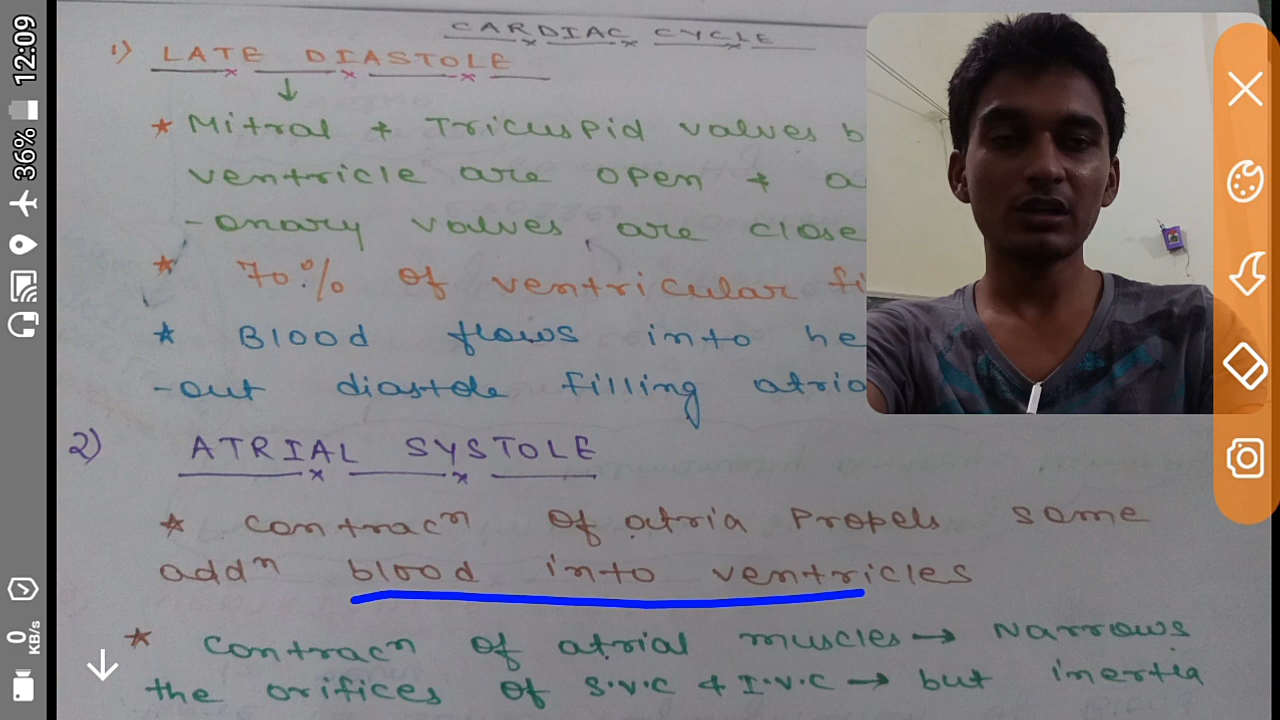 CARDIAC CYCLE
1) LATE DIASTOLE
* Mitral + Tricuspid valves b
ventricle are open + a
-onary valves are close
* 70% of ventricular fi
* Blood flows into he
-out diastole filling atria
2) ATRIAL SYSTOLE
* contracⁿ of atria Propels some
addⁿ blood into ventricles
* contracⁿ of atrial muscles → Narrows
the orifices of S.V.C & I.V.C → but inertia
12:09
36%
0 KB/s